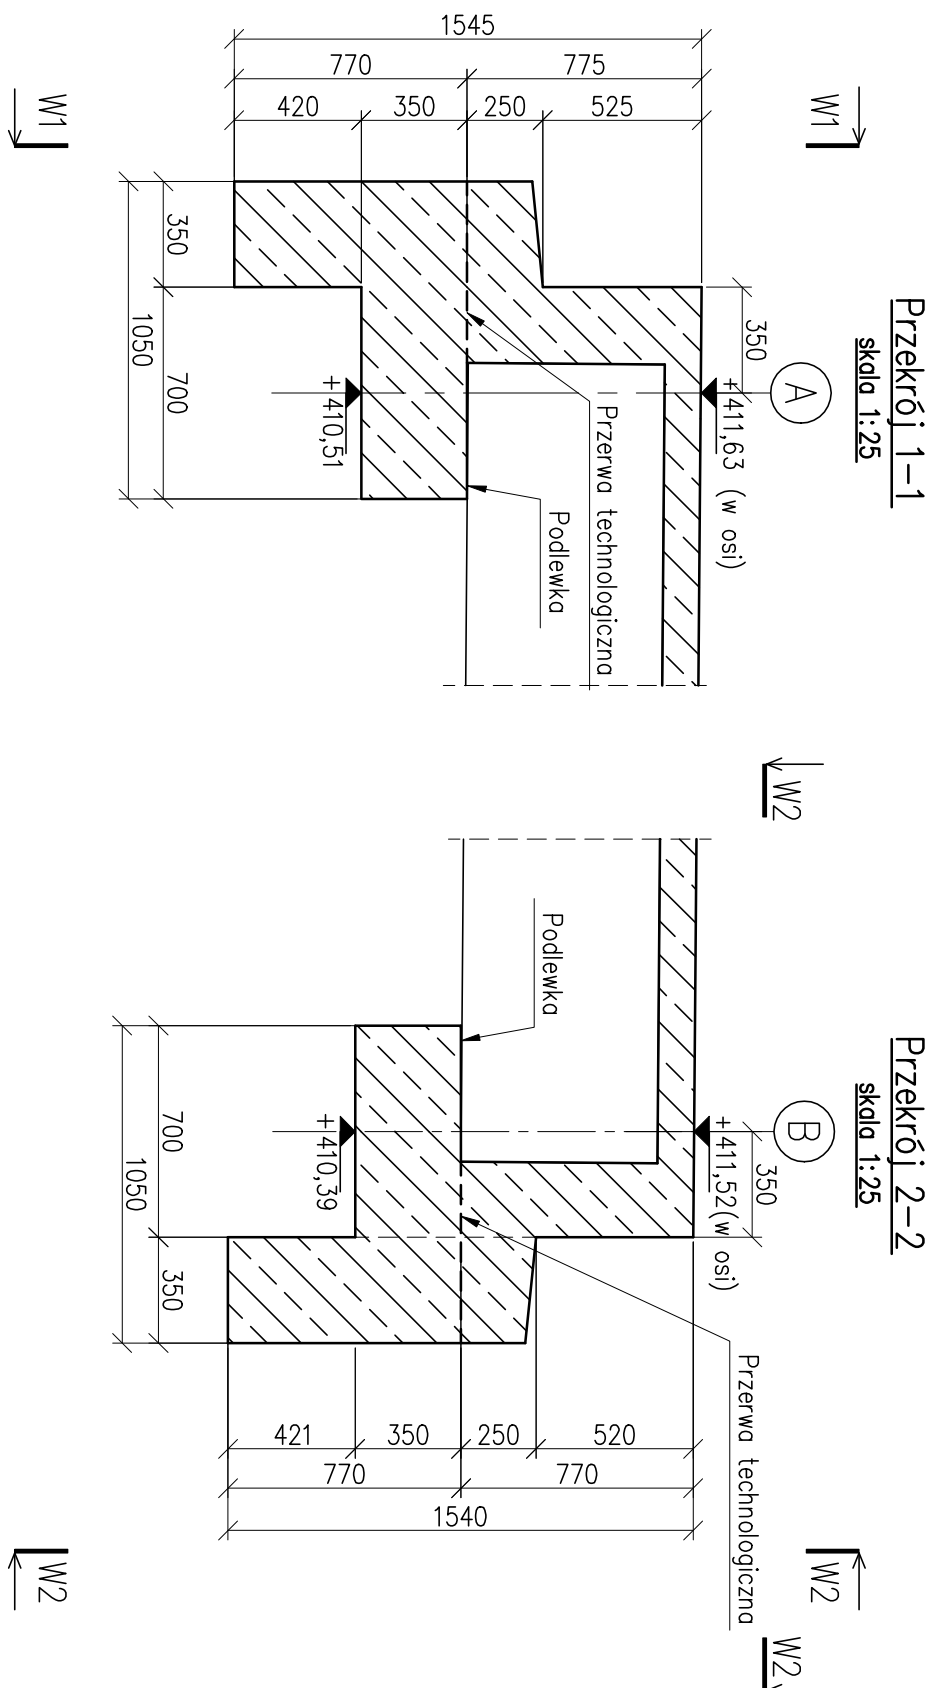 Przekrój 1-1
skala 1:25
A
W1
W1
350
+411,63 (w osi)
1545
770
775
420
350
250
525
Przerwa technologiczna
Podlewka
+410,51
350
700
1050
Przekrój 2-2
skala 1:25
B
W2
W2
W2
W2
350
+411,52(w osi)
Podlewka
Przerwa technologiczna
+410,39
700
350
1050
421
350
250
520
770
770
1540